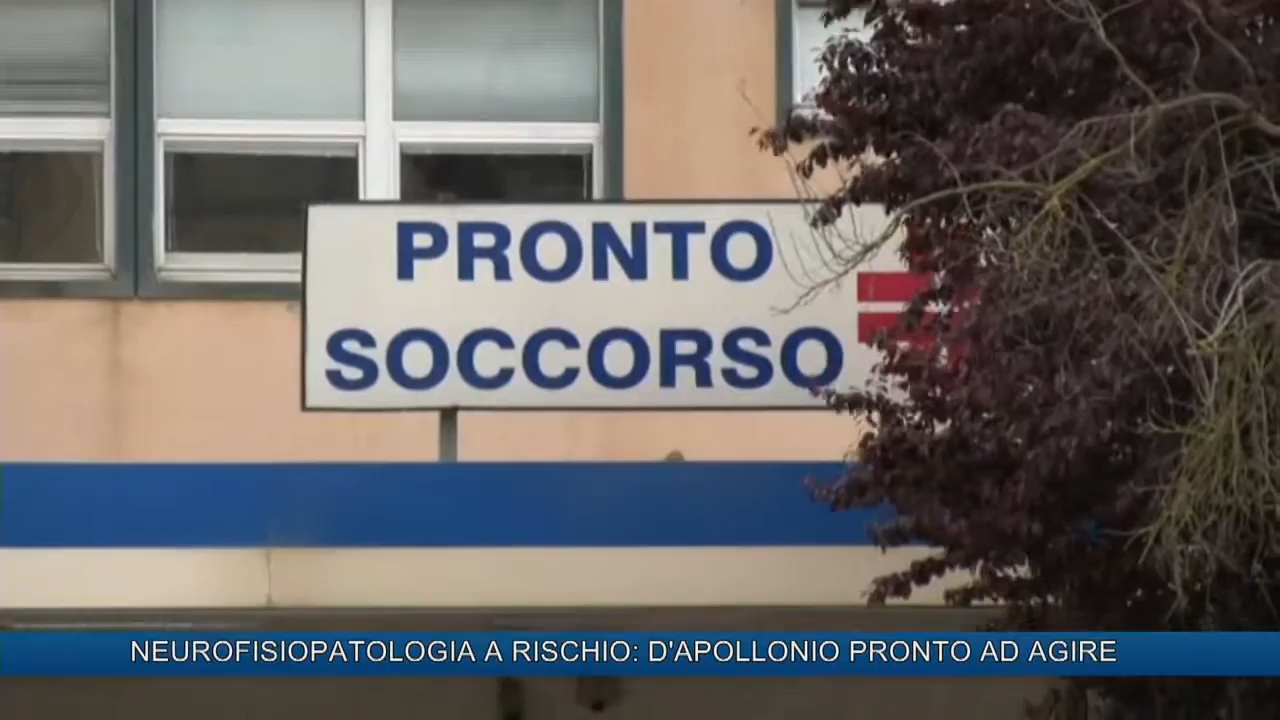 PRONTO
SOCCORSO
NEUROFISIOPATOLOGIA A RISCHIO: D'APOLLONIO PRONTO AD AGIRE